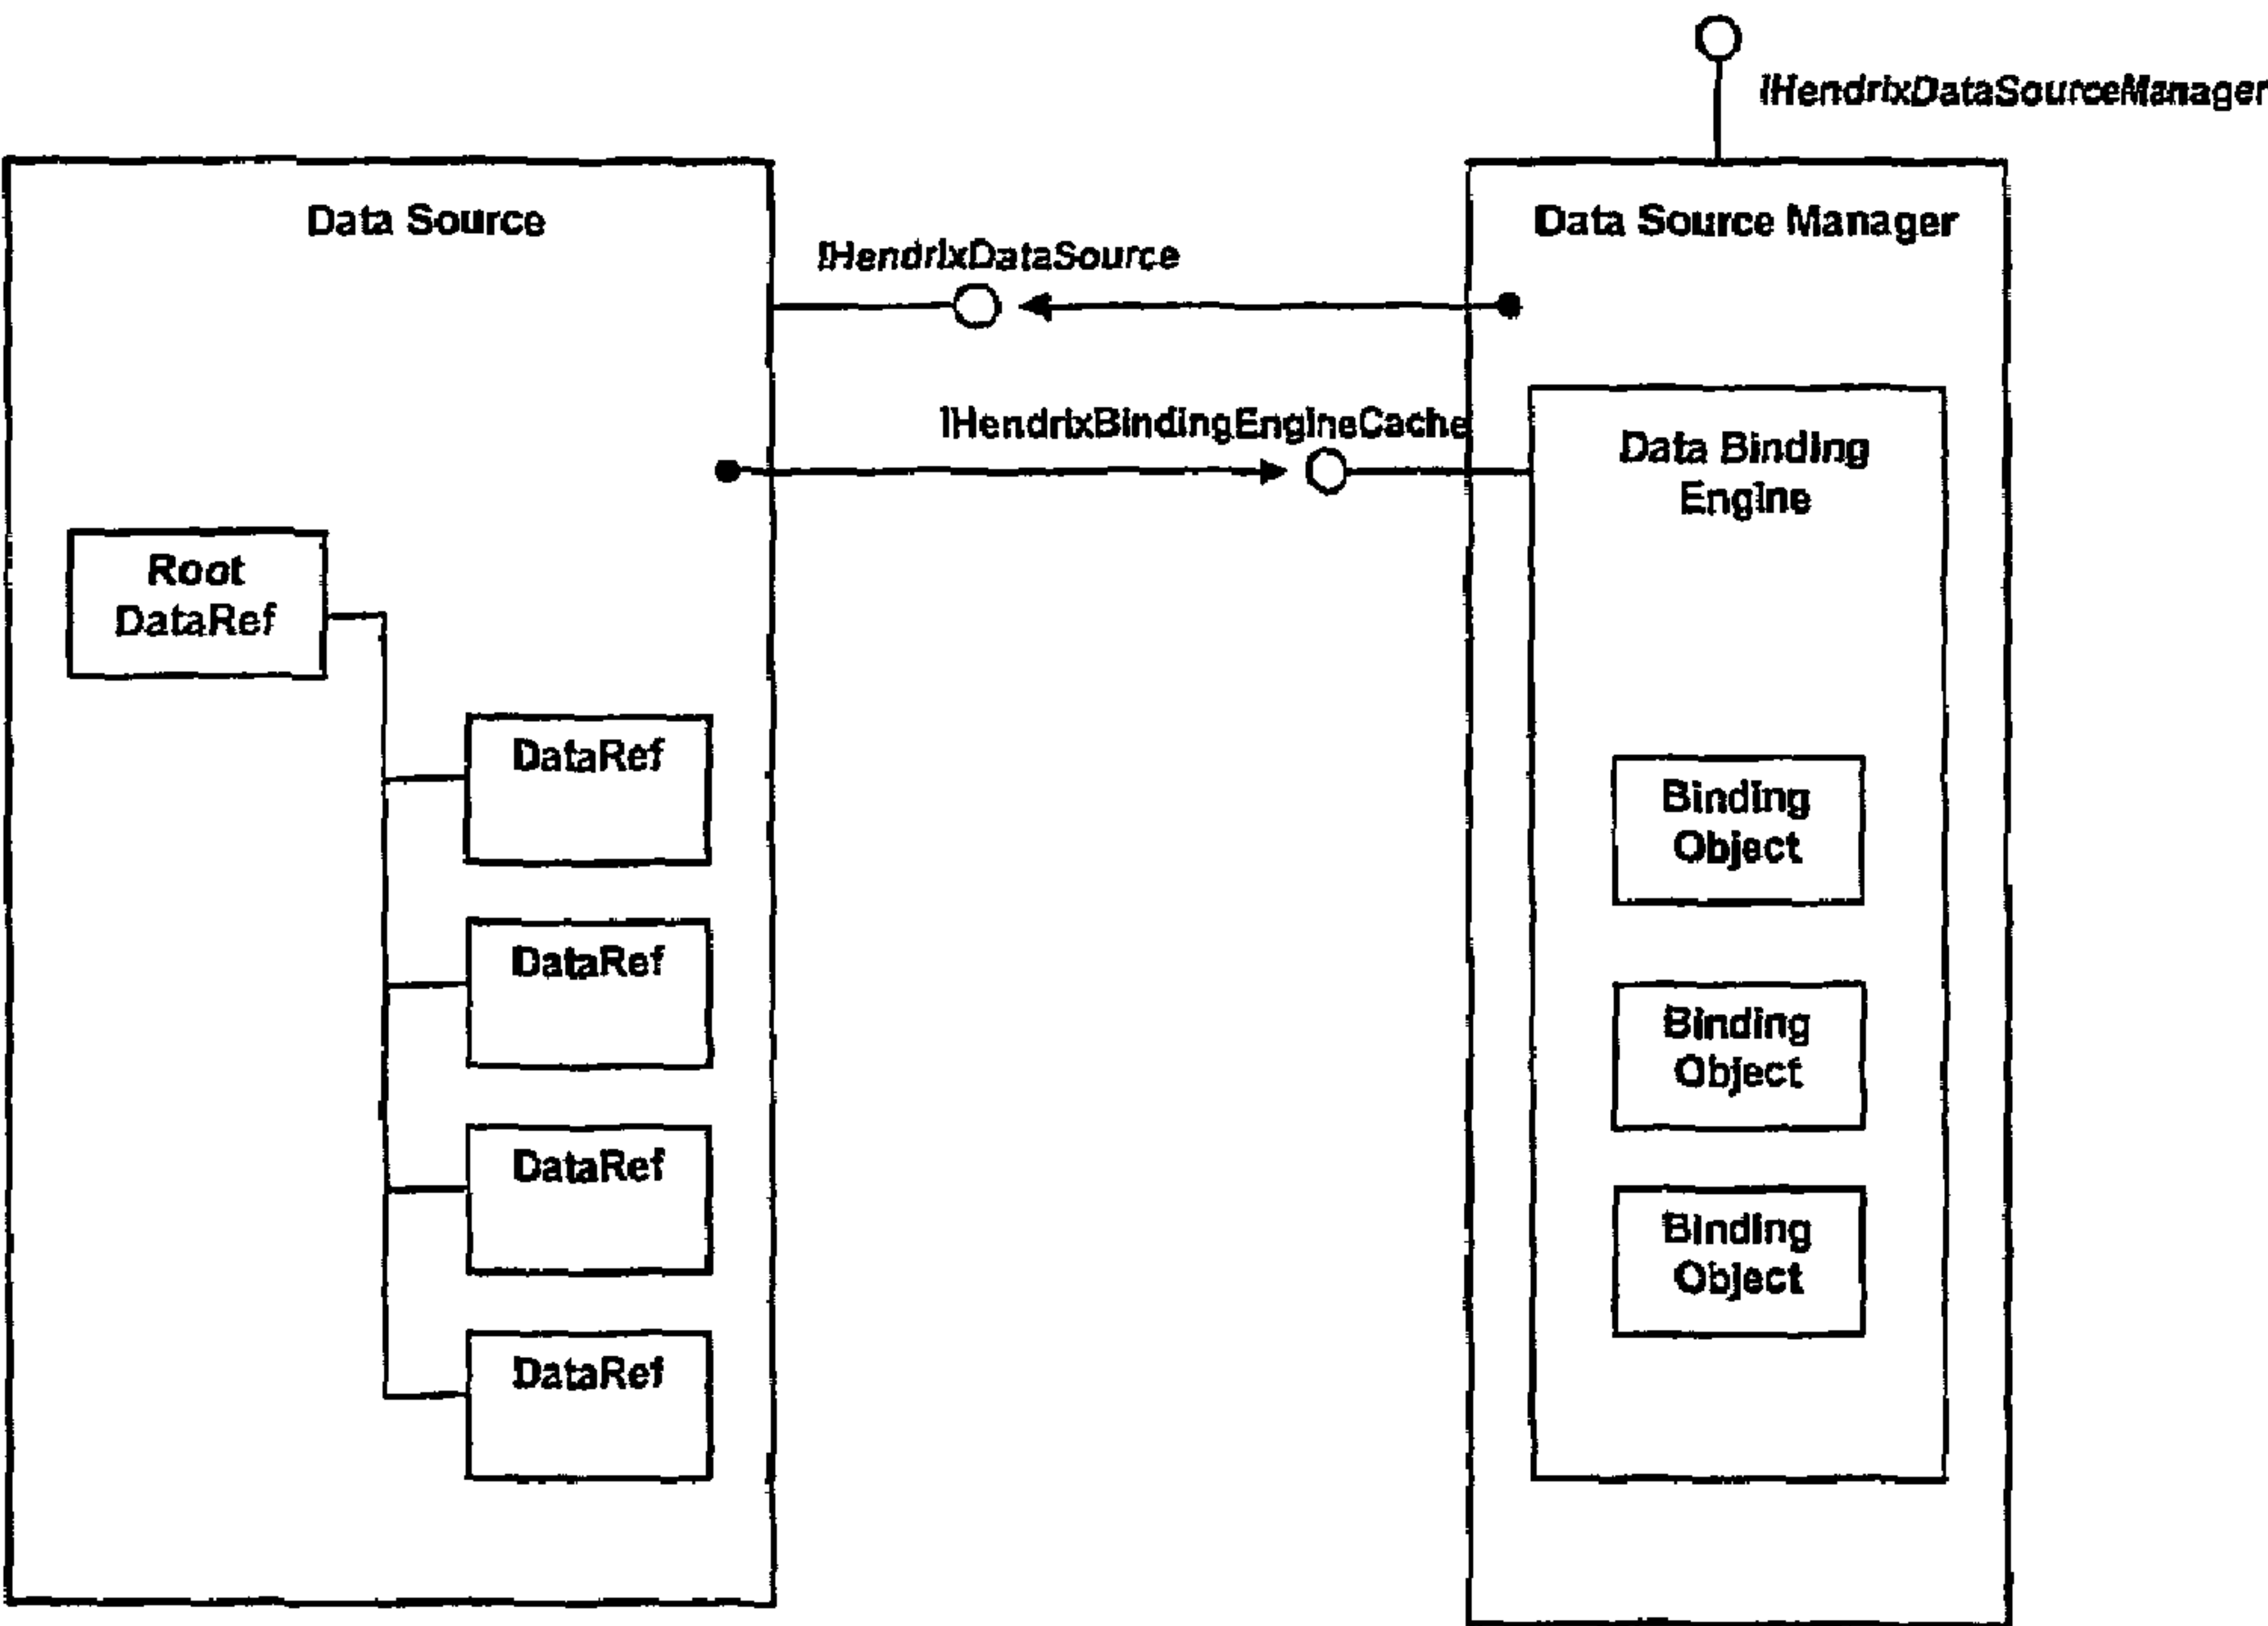 IHendrixDataSourceManager
Data Source
Data Source Manager
IHendrixDataSource
IHendrixBindingEngineCache
Data Binding
Engine
Root
DataRef
DataRef
Binding
Object
DataRef
Binding
Object
DataRef
Binding
Object
DataRef